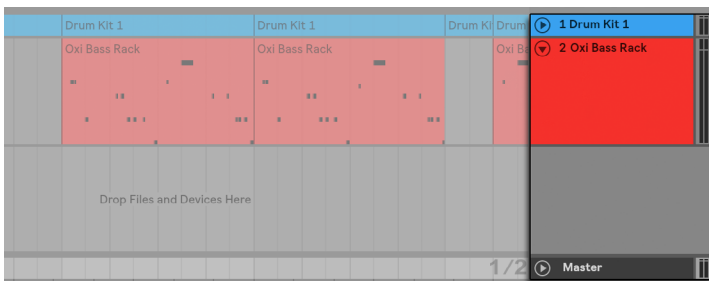 Drum Kit 1
Drum Kit 1
Drum Ki
Drum
1 Drum Kit 1
Oxi Bass Rack
Oxi Bass Rack
Oxi Ba
2 Oxi Bass Rack
Drop Files and Devices Here
1/2
Master